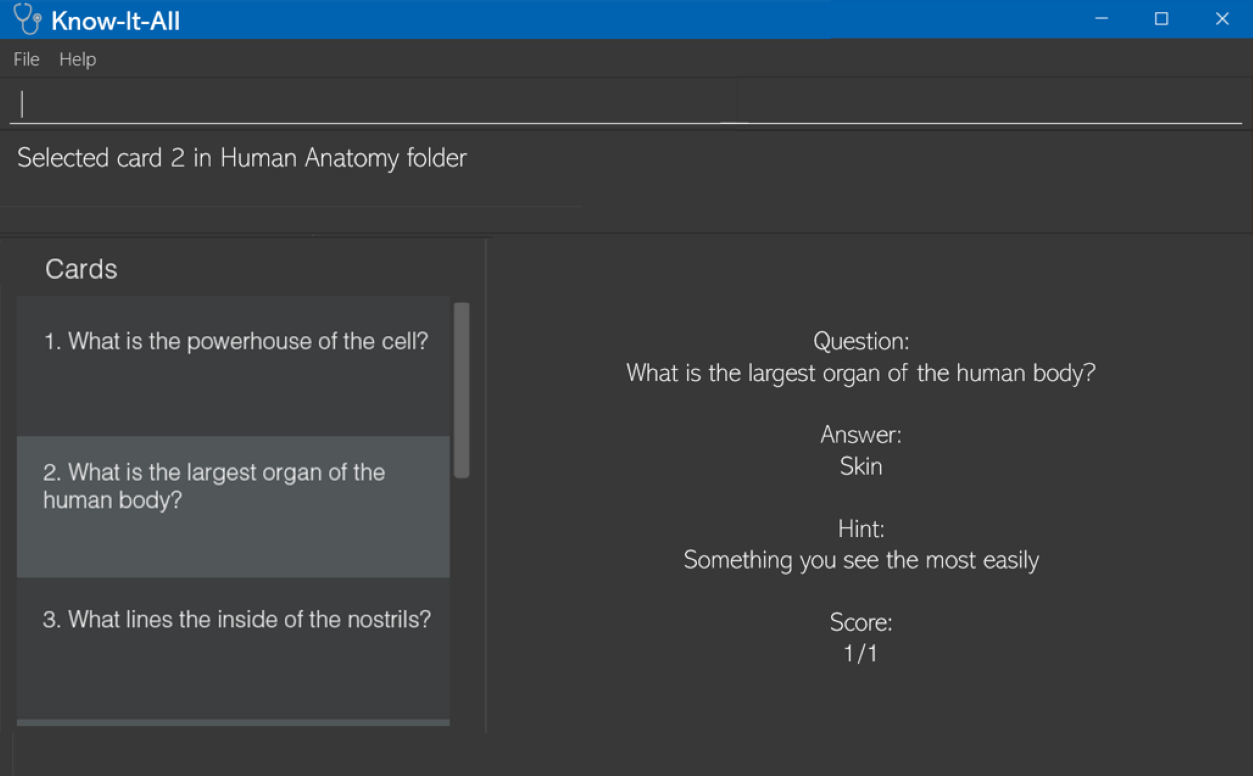 Know-It-All
File Help
Selected card 2 in Human Anatomy folder
Cards
1. What is the powerhouse of the cell?
2. What is the largest organ of the
human body?
3. What lines the inside of the nostrils?
Question:
What is the largest organ of the human body?
Answer:
Skin
Hint:
Something you see the most easily
Score:
1/1